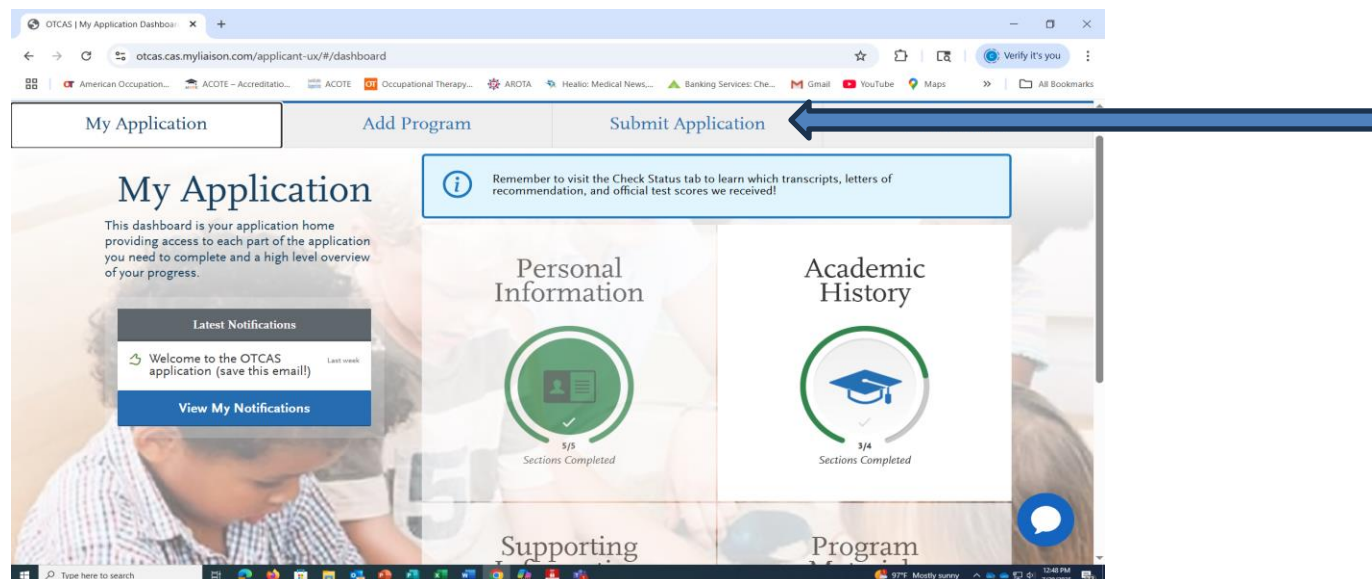 OTCAS | My Application Dashboar
otcas.cas.myliaison.com/applicant-ux/#/dashboard
Verify it's you
American Occupation...
ACOTE – Accreditatio...
ACOTE
Occupational Therapy...
AROTA
Healio: Medical News,...
Banking Services: Che...
Gmail
YouTube
Maps
»
All Bookmarks
My Application
Add Program
Submit Application
My Application
This dashboard is your application home
providing access to each part of the application
you need to complete and a high level overview
of your progress.
Latest Notifications
Welcome to the OTCAS
application (save this email!)
Last week
View My Notifications
Remember to visit the Check Status tab to learn which transcripts, letters of
recommendation, and official test scores we received!
Personal
Information
5/5
Sections Completed
Academic
History
3/4
Sections Completed
Supporting
Program
Type here to search
97°F Mostly sunny
12:48 PM